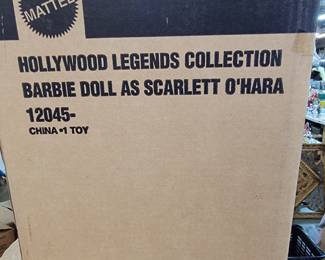 MATTEL
HOLLYWOOD LEGENDS COLLECTION
BARBIE DOLL AS SCARLETT O'HARA
12045-
CHINA•1 TOY